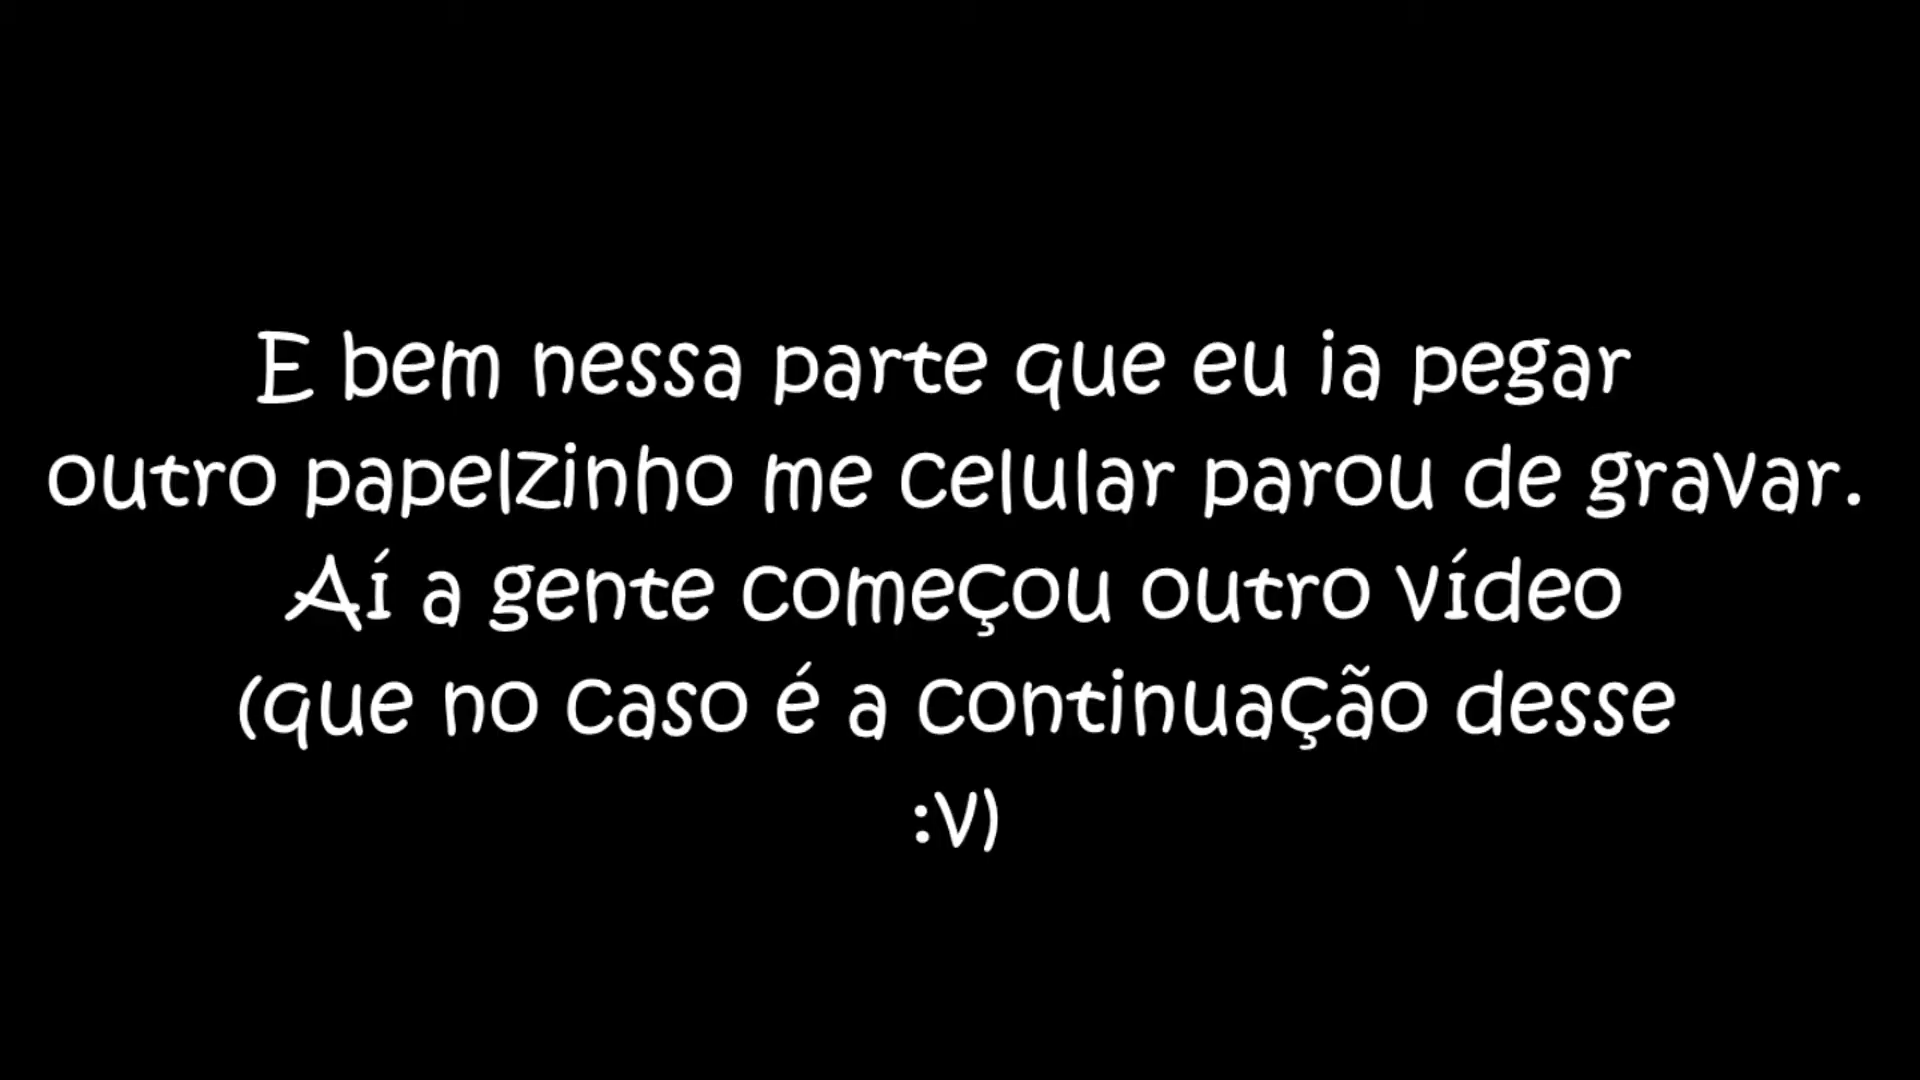 E bem nessa parte que eu ia pegar
outro papelzinho me celular parou de gravar.
Aí a gente começou outro vídeo
(que no caso é a continuação desse
:v)